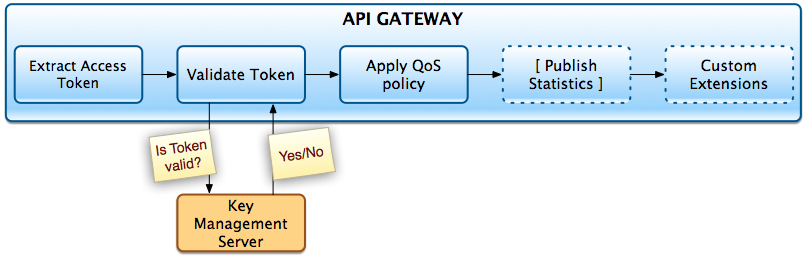 API GATEWAY
Extract Access
Token
Validate Token
Apply QoS
policy
[ Publish
Statistics ]
Custom
Extensions
Is Token
valid?
Yes/No
Key
Management
Server